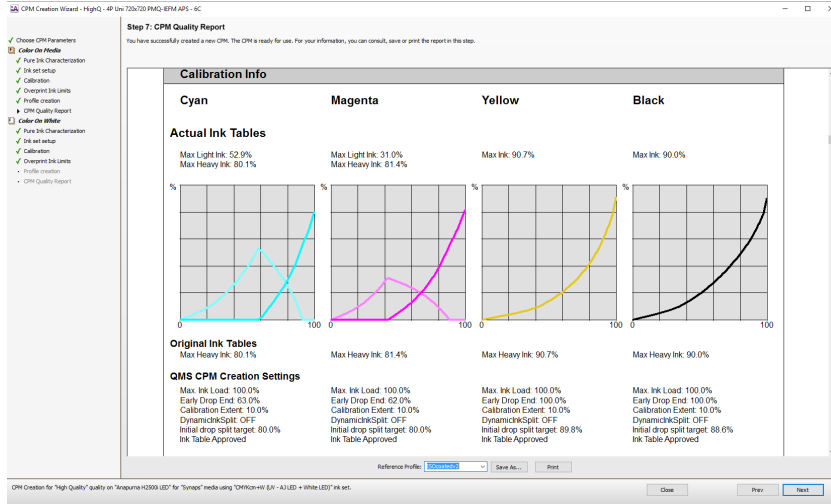 CPM Creation Wizard - HighQ - 4P Uni 720x720 PMQ-IEFM APS - 6C
Step 7: CPM Quality Report
You have successfully created a new CPM. The CPM is ready for use. For your information, you can consult, save or print the report in this step.
Choose CPM Parameters
Color On Media
Pure Ink Characterization
Ink set setup
Calibration
Overprint Ink Limits
Profile creation
CPM Quality Report
Color On White
Pure Ink Characterization
Ink set setup
Calibration
Overprint Ink Limits
Profile creation
CPM Quality Report
Calibration Info
Cyan Magenta Yellow Black
Actual Ink Tables
Max Light Ink: 52.9% Max Light Ink: 31.0% Max Ink: 90.7% Max Ink: 90.0%
Max Heavy Ink: 80.1% Max Heavy Ink: 81.4%
% % % %
0 100 0 100 0 100 0 100
Original Ink Tables
Max Heavy Ink: 80.1% Max Heavy Ink: 81.4% Max Heavy Ink: 90.7% Max Heavy Ink: 90.0%
QMS CPM Creation Settings
Max. Ink Load: 100.0% Max. Ink Load: 100.0% Max. Ink Load: 100.0% Max. Ink Load: 100.0%
Early Drop End: 63.0% Early Drop End: 62.0% Early Drop End: 100.0% Early Drop End: 100.0%
Calibration Extent: 10.0% Calibration Extent: 10.0% Calibration Extent: 10.0% Calibration Extent: 10.0%
DynamicInkSplit: OFF DynamicInkSplit: OFF DynamicInkSplit: OFF DynamicInkSplit: OFF
Initial drop split target: 80.0% Initial drop split target: 80.0% Initial drop split target: 89.8% Initial drop split target: 88.6%
Ink Table Approved Ink Table Approved Ink Table Approved Ink Table Approved
Reference Profile: ISOcoatedv2 Save As... Print
CPM Creation for "High Quality" quality on "Anapurna H2500i LED" for "Synaps" media using "CMYKcm+W (UV - AJ LED + White LED)" ink set.
Close Prev Next